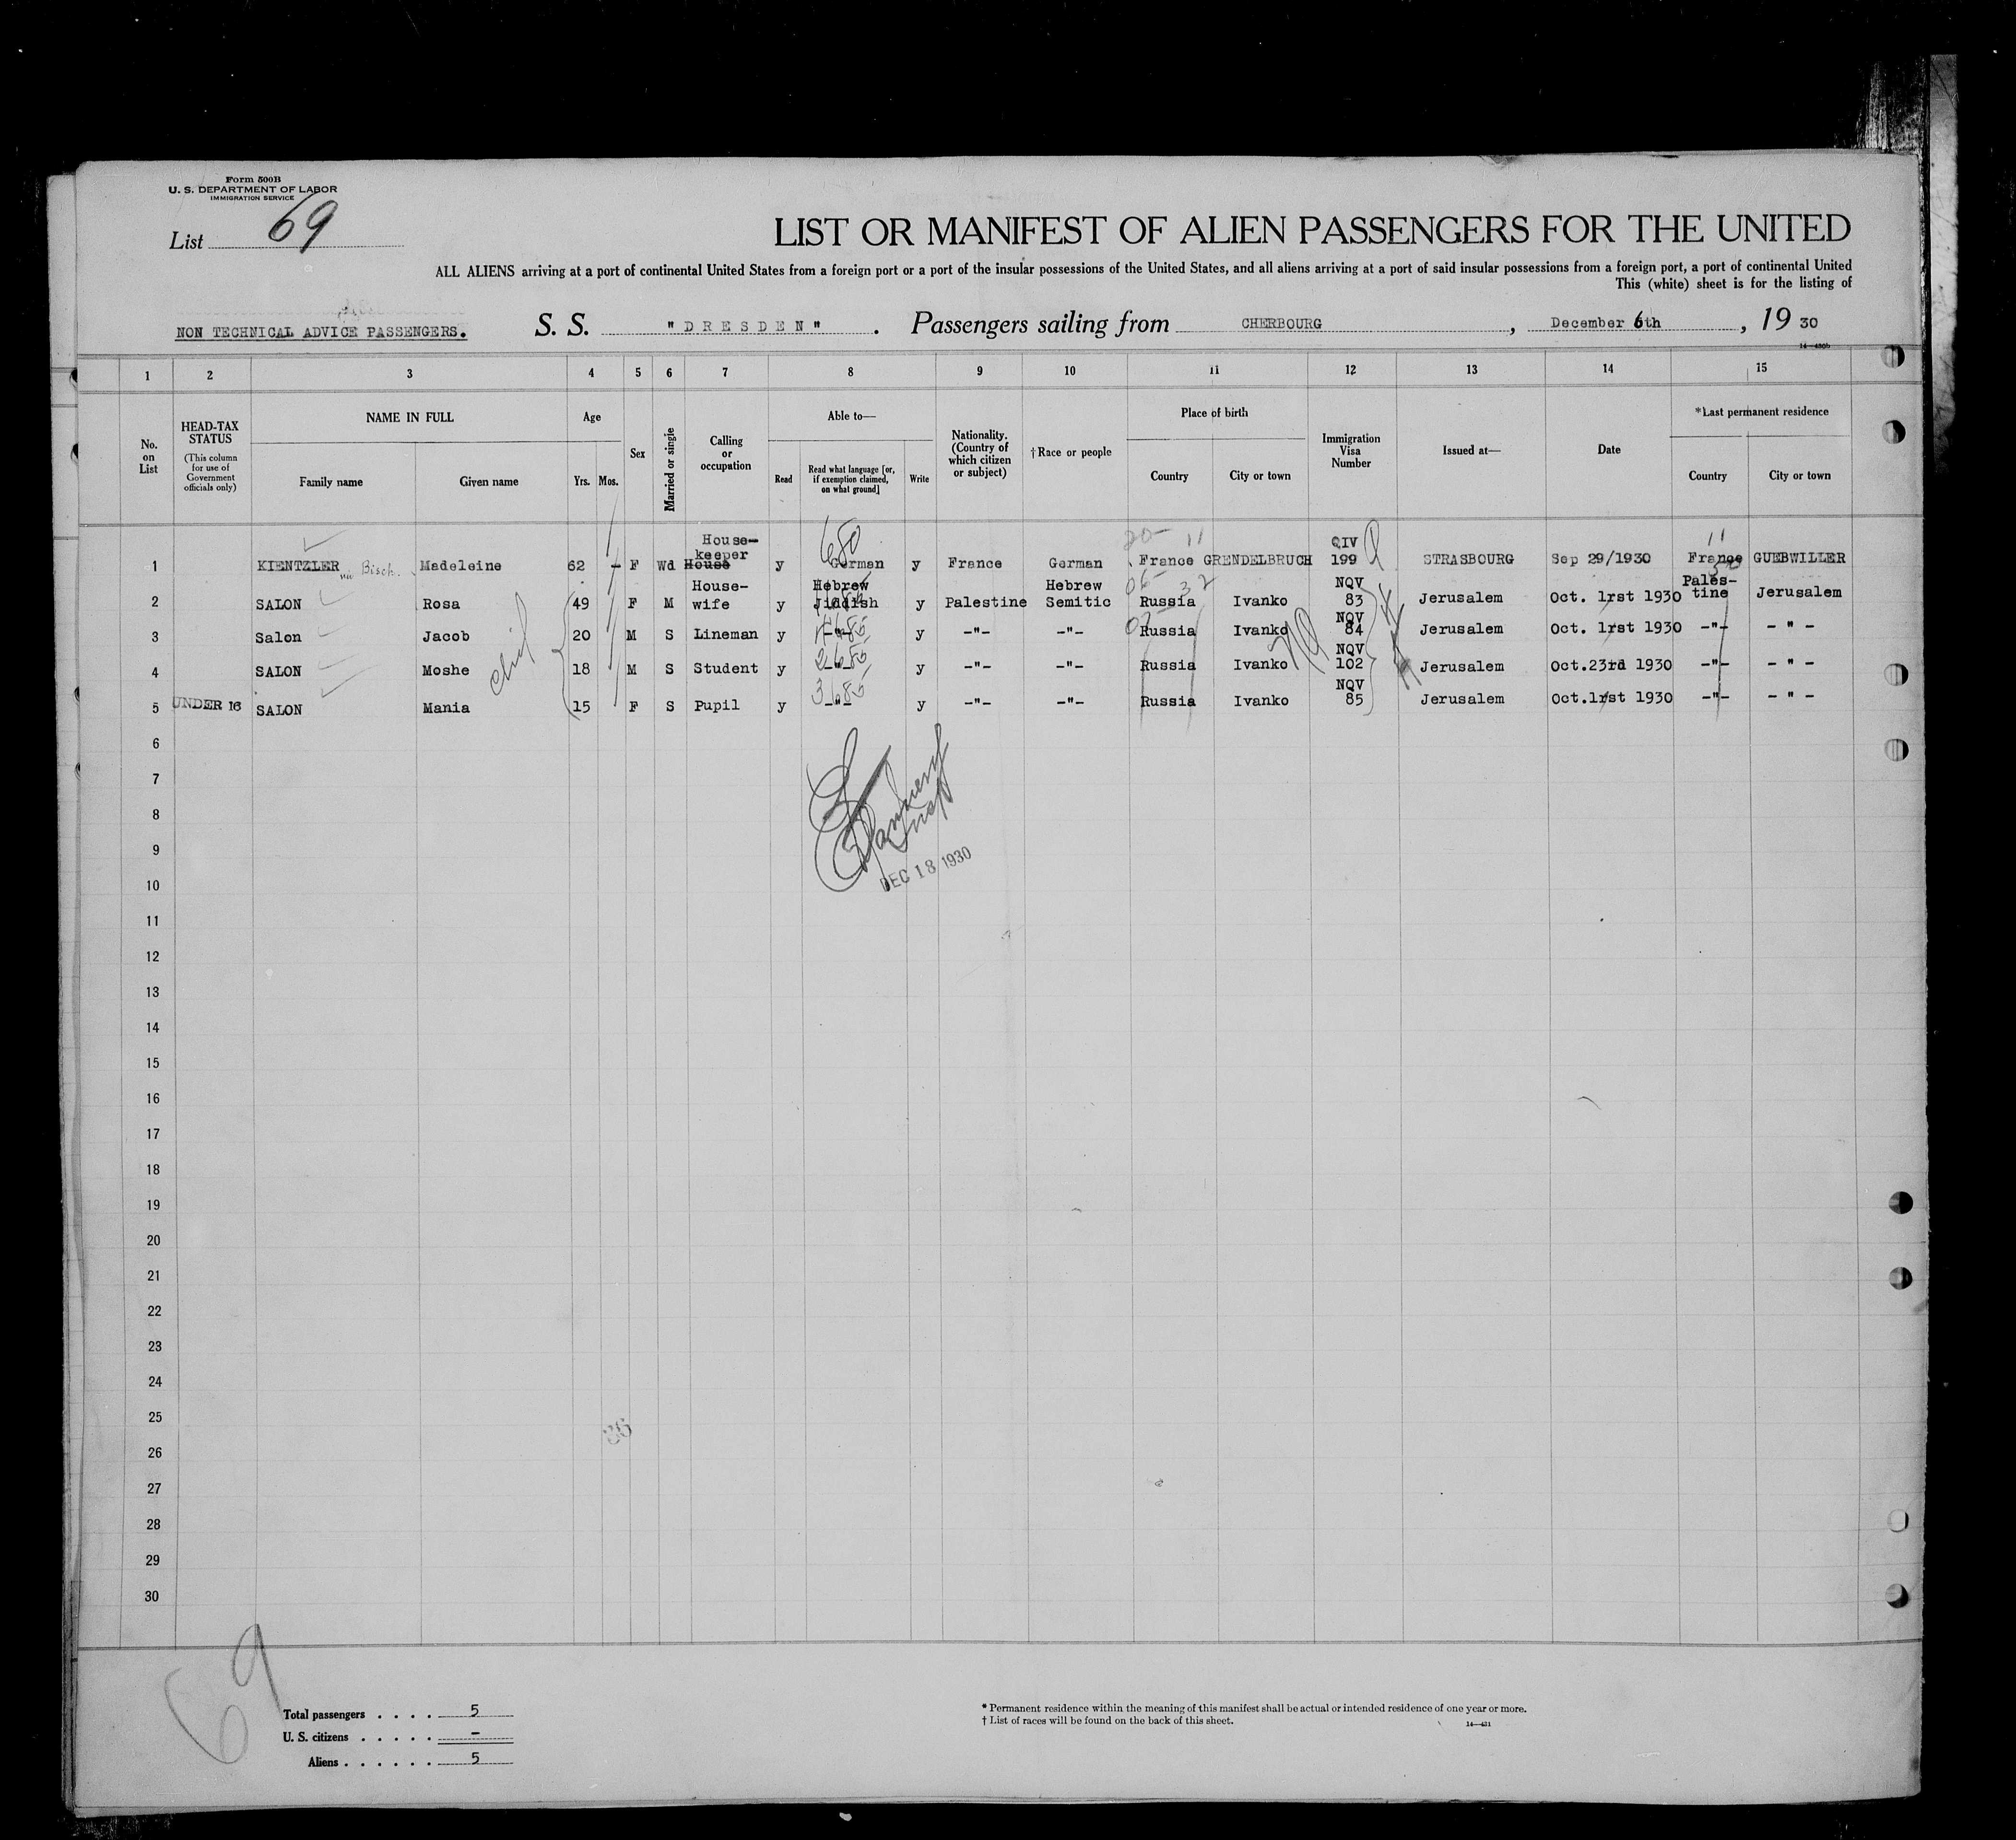 Form 500B
U. S. DEPARTMENT OF LABOR
IMMIGRATION SERVICE
List 69
LIST OR MANIFEST OF ALIEN PASSENGERS FOR THE UNITED
ALL ALIENS arriving at a port of continental United States from a foreign port or a port of the insular possessions of the United States, and all aliens arriving at a port of said insular possessions from a foreign port, a port of continental United
This (white) sheet is for the listing of
NON TECHNICAL ADVICE PASSENGERS. S. S. "DRESDEN" . Passengers sailing from CHERBOURG , December 6th , 19 30
1 2 3 4 5 6 7 8 9 10 11 12 13 14 15
No. on List
HEAD-TAX STATUS (This column for use of Government officials only)
NAME IN FULL
Family name Given name
Age
Yrs. Mos.
Sex
Married or single
Calling or occupation
Able to—
Read
Read what language [or, if exemption claimed, on what ground]
Write
Nationality. (Country of which citizen or subject)
†Race or people
Place of birth
Country City or town
Immigration Visa Number
Issued at—
Date
*Last permanent residence
Country City or town
1 KIENTZLER Bisch. Madeleine 62 - F Wd House-keeper House y German y France German France GRENDELBRUCH QIV 199 STRASBOURG Sep 29/1930 France GUEBWILLER
2 SALON Rosa 49 F M House-wife y Hebrew Jiddish y Palestine Hebrew Semitic Russia Ivanko NQV 83 Jerusalem Oct. 1rst 1930 Pales-tine Jerusalem
3 Salon Jacob 20 M S Lineman y -"- y -"- -"- Russia Ivanko NQV 84 Jerusalem Oct. 1rst 1930 -"- - " -
4 SALON Moshe 18 M S Student y -"- y -"- -"- Russia Ivanko NQV 102 Jerusalem Oct.23rd 1930 -"- - " -
5 UNDER 16 SALON Mania 15 F S Pupil y -"- y -"- -"- Russia Ivanko NQV 85 Jerusalem Oct.1rst 1930 -"- - " -
6
7
8
9
DEC 18 1930
10
11
12
13
14
15
16
17
18
19
20
21
22
23
24
25
26
27
28
29
30
69
Total passengers . . . . 5
U. S. citizens . . . . . -
Aliens . . . . . . 5
* Permanent residence within the meaning of this manifest shall be actual or intended residence of one year or more.
† List of races will be found on the back of this sheet.
14—431